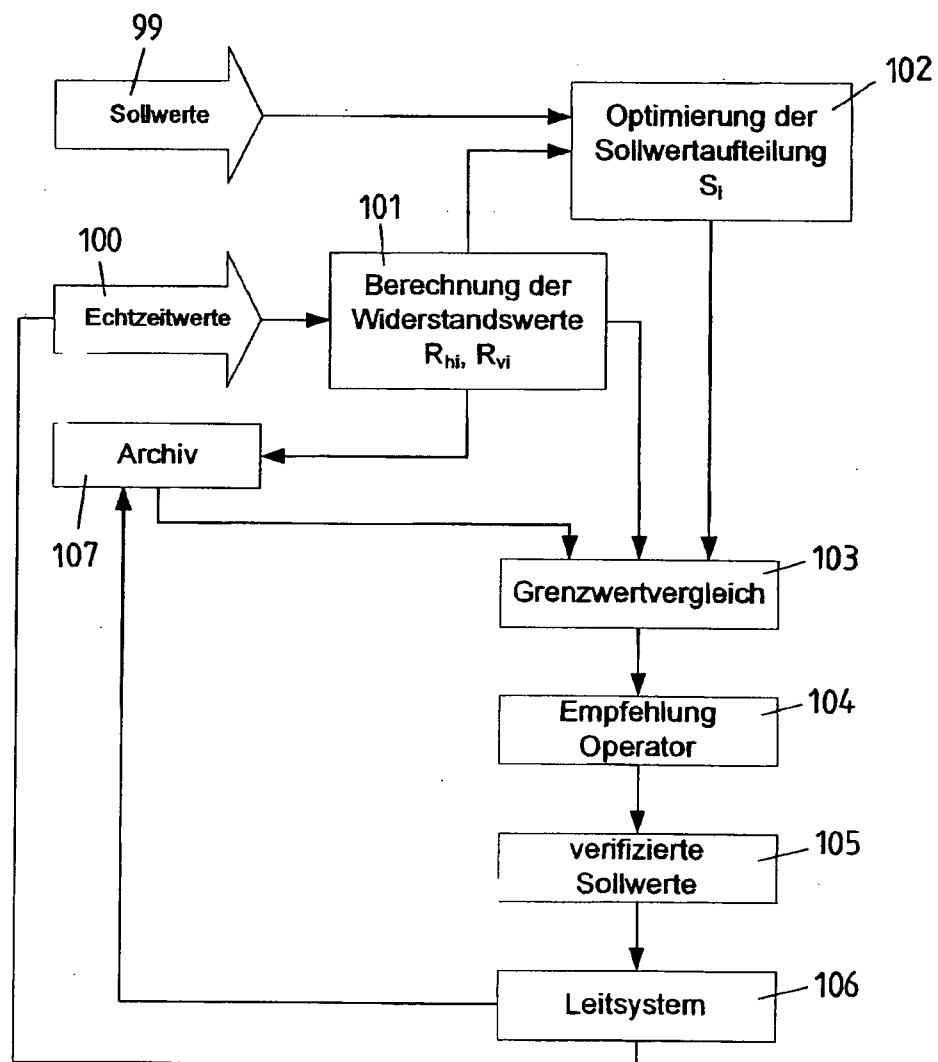 99
Sollwerte
102
Optimierung der
Sollwertaufteilung
Si
100
Echtzeitwerte
101
Berechnung der
Widerstandswerte
Rhi, Rvi
Archiv
107
103
Grenzwertvergleich
104
Empfehlung
Operator
105
verifizierte
Sollwerte
106
Leitsystem